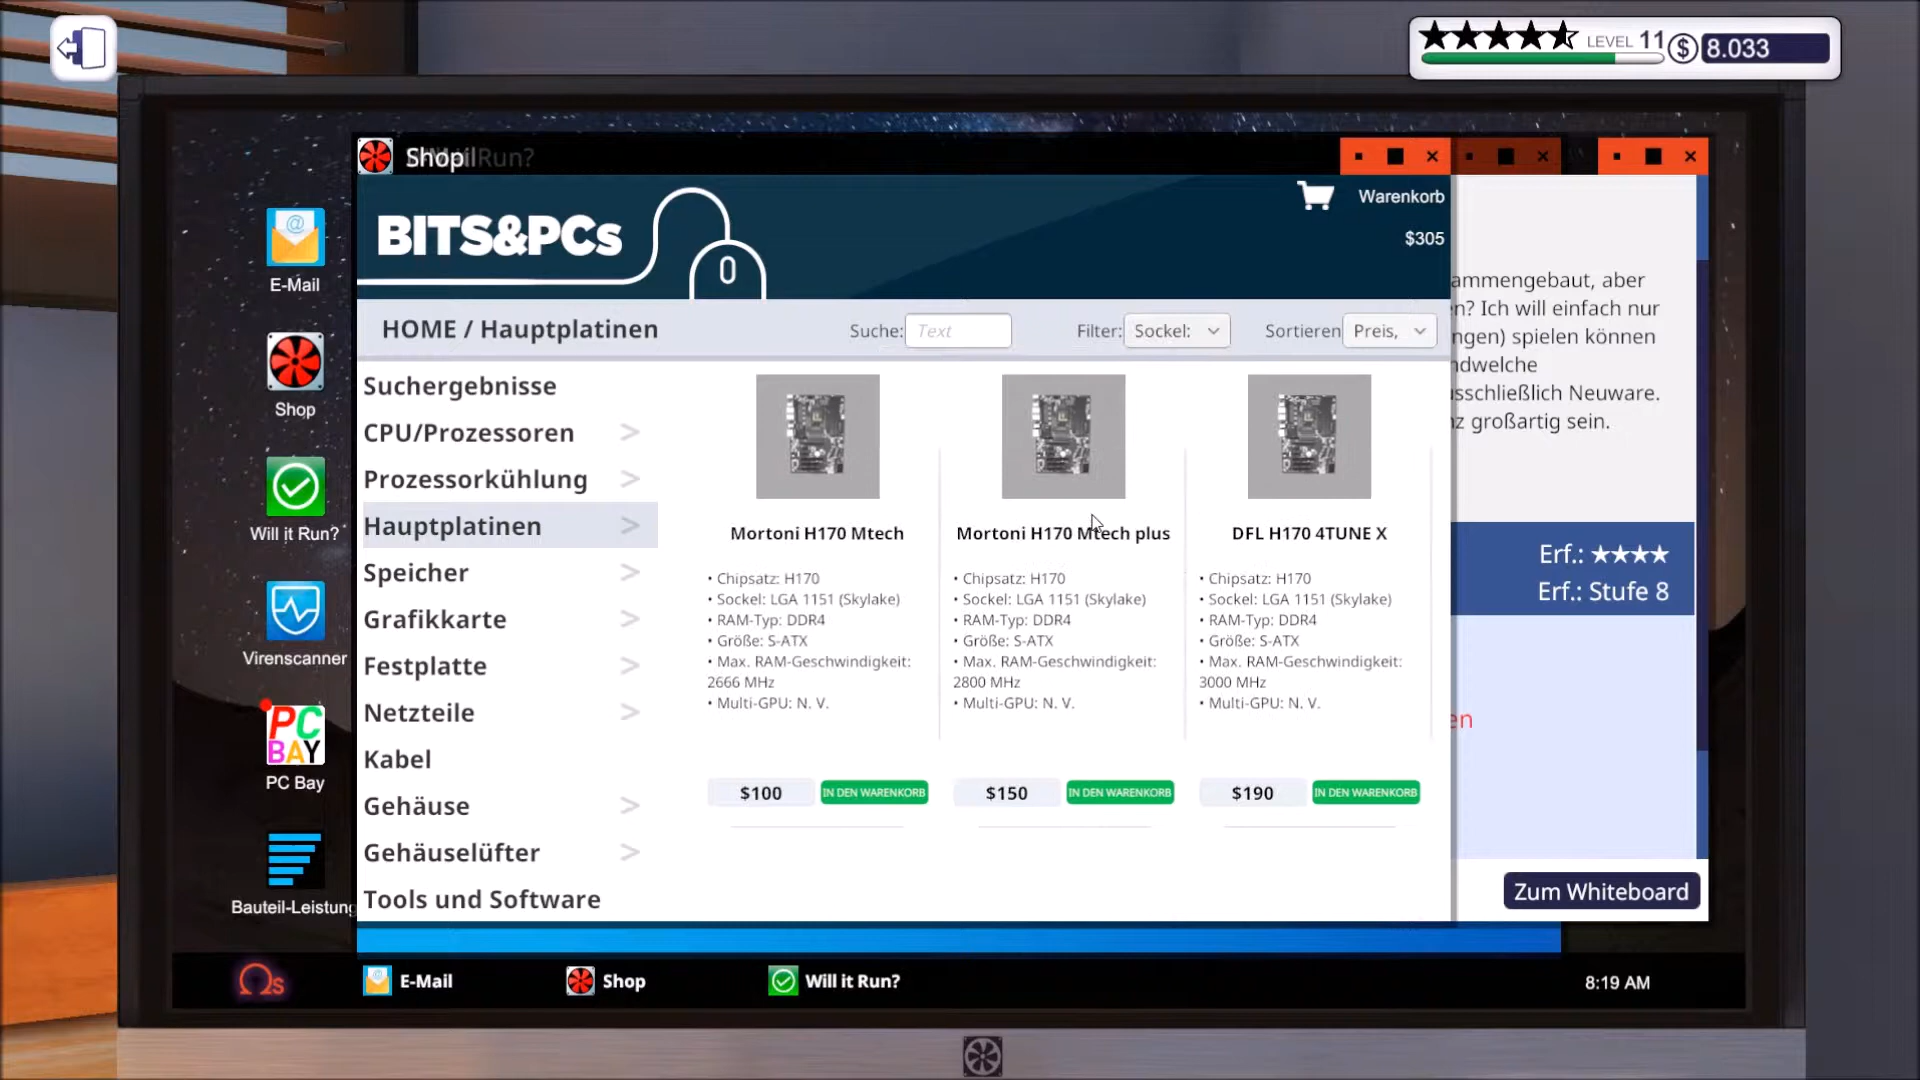 LEVEL 11
8.033
Shop
Run?
BITS&PCs
Warenkorb
$305
HOME / Hauptplatinen
Suche:
Text
Filter:
Sockel:
Sortieren
Preis,
Suchergebnisse
CPU/Prozessoren
Prozessorkühlung
Hauptplatinen
Speicher
Grafikkarte
Festplatte
Netzteile
Kabel
Gehäuse
Gehäuselüfter
Tools und Software
Mortoni H170 Mtech
• Chipsatz: H170
• Sockel: LGA 1151 (Skylake)
• RAM-Typ: DDR4
• Größe: S-ATX
• Max. RAM-Geschwindigkeit:
2666 MHz
• Multi-GPU: N. V.
$100
IN DEN WARENKORB
Mortoni H170 Mtech plus
• Chipsatz: H170
• Sockel: LGA 1151 (Skylake)
• RAM-Typ: DDR4
• Größe: S-ATX
• Max. RAM-Geschwindigkeit:
2800 MHz
• Multi-GPU: N. V.
$150
IN DEN WARENKORB
DFL H170 4TUNE X
• Chipsatz: H170
• Sockel: LGA 1151 (Skylake)
• RAM-Typ: DDR4
• Größe: S-ATX
• Max. RAM-Geschwindigkeit:
3000 MHz
• Multi-GPU: N. V.
$190
IN DEN WARENKORB
ammengebaut, aber
n? Ich will einfach nur
ngen) spielen können
ndwelche
usschließlich Neuware.
nz großartig sein.
Erf.: ★★★★
Erf.: Stufe 8
en
Zum Whiteboard
E-Mail
Shop
Will it Run?
Virenscanner
PC
BAY
PC Bay
Bauteil-Leistung
Ωs
E-Mail
Shop
Will it Run?
8:19 AM